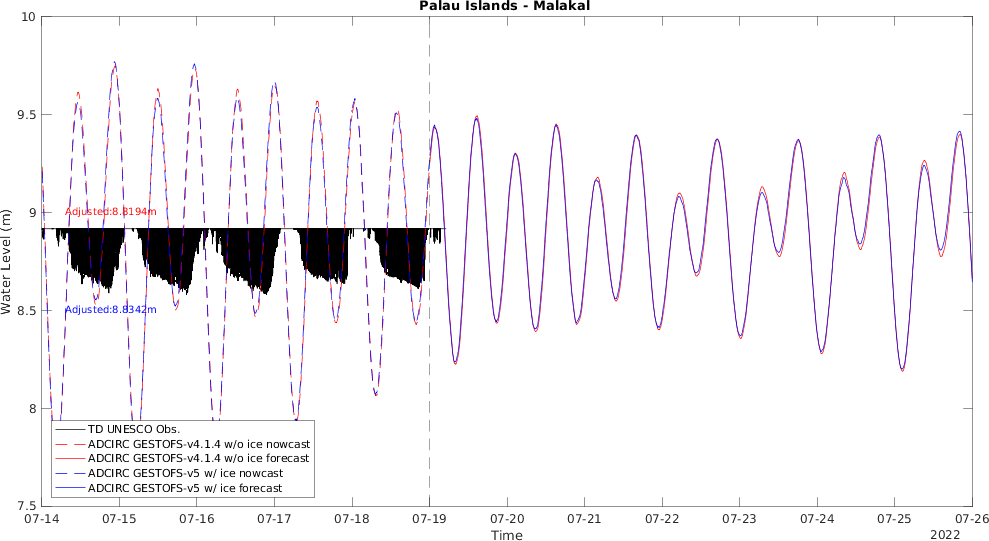 Palau Islands - Malakal
10
9.5
9
8.5
8
7.5
Water Level (m)
Adjusted:8.8194m
Adjusted:8.8342m
TD UNESCO Obs.
ADCIRC GESTOFS-v4.1.4 w/o ice nowcast
ADCIRC GESTOFS-v4.1.4 w/o ice forecast
ADCIRC GESTOFS-v5 w/ ice nowcast
ADCIRC GESTOFS-v5 w/ ice forecast
07-14 07-15 07-16 07-17 07-18 07-19 07-20 07-21 07-22 07-23 07-24 07-25 07-26
Time
2022